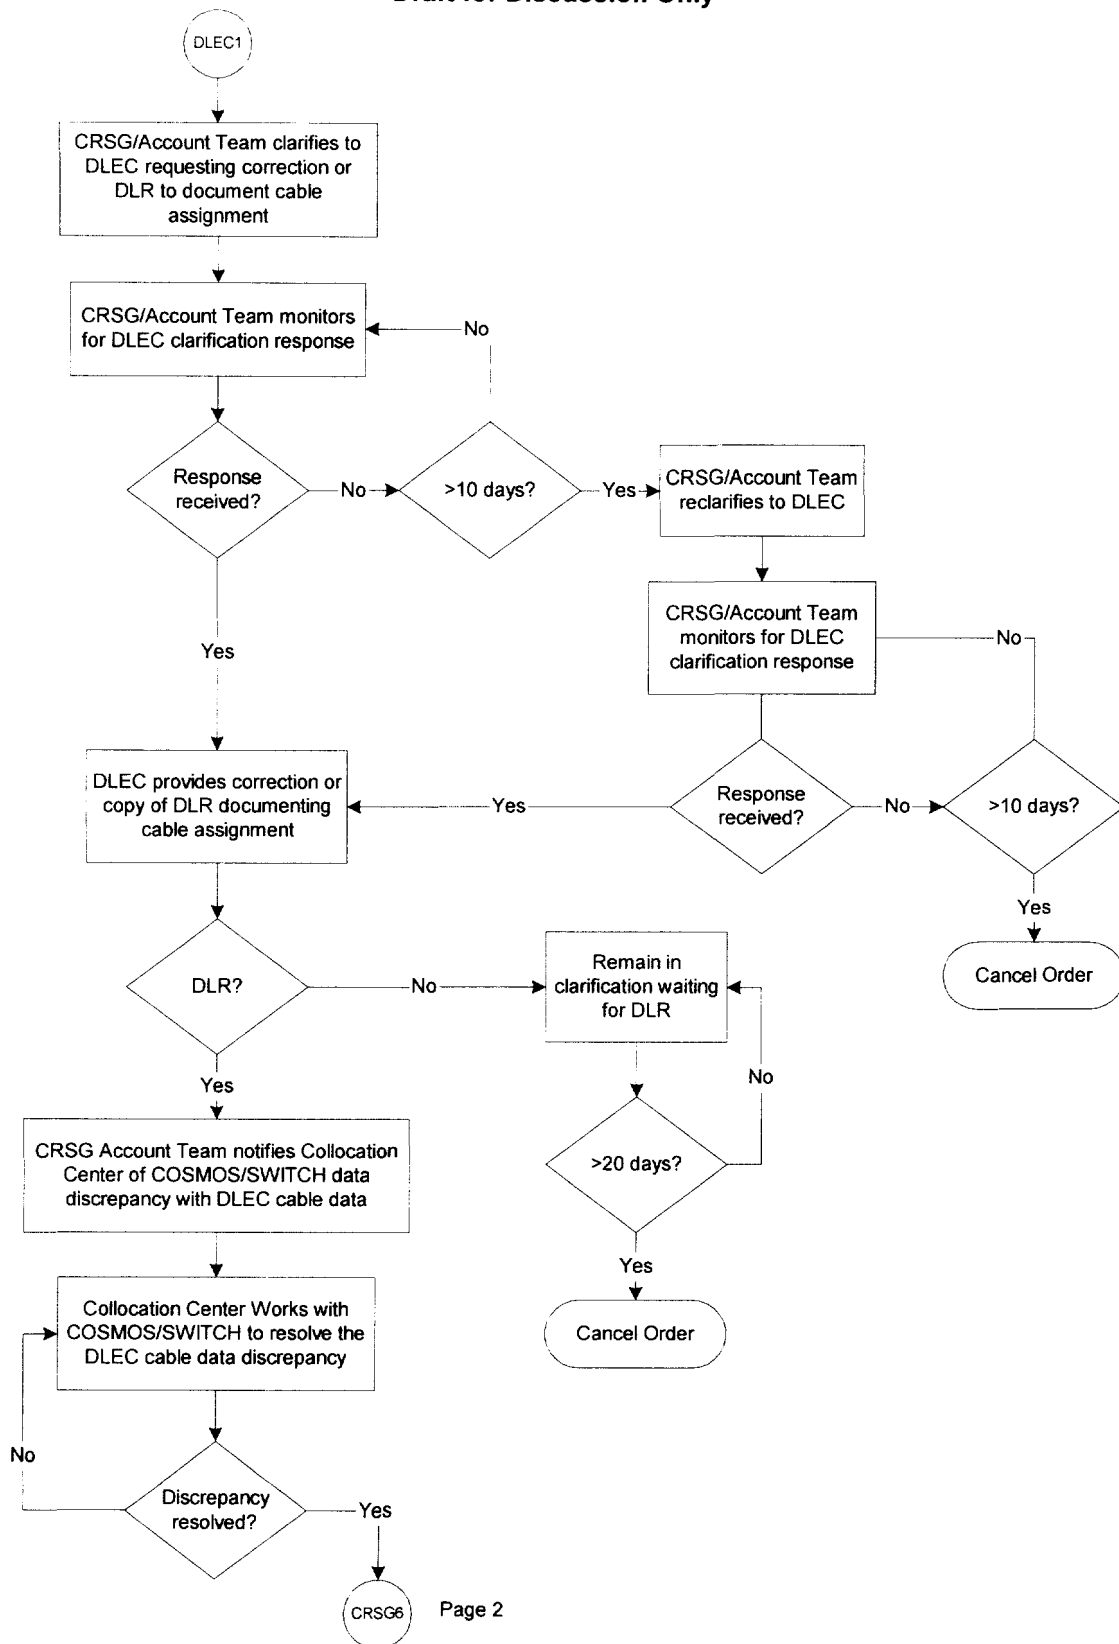 Draft for Discussion Only
DLEC1
CRSG/Account Team clarifies to
DLEC requesting correction or
DLR to document cable
assignment
CRSG/Account Team monitors
for DLEC clarification response
No
Response
received?
No
>10 days?
Yes
CRSG/Account Team
reclarifies to DLEC
CRSG/Account Team
monitors for DLEC
clarification response
No
Yes
DLEC provides correction or
copy of DLR documenting
cable assignment
Yes
Response
received?
No
>10 days?
Yes
Cancel Order
DLR?
No
Remain in
clarification waiting
for DLR
No
Yes
CRSG Account Team notifies Collocation
Center of COSMOS/SWITCH data
discrepancy with DLEC cable data
>20 days?
Yes
Cancel Order
Collocation Center Works with
COSMOS/SWITCH to resolve the
DLEC cable data discrepancy
No
Discrepancy
resolved?
Yes
CRSG6
Page 2